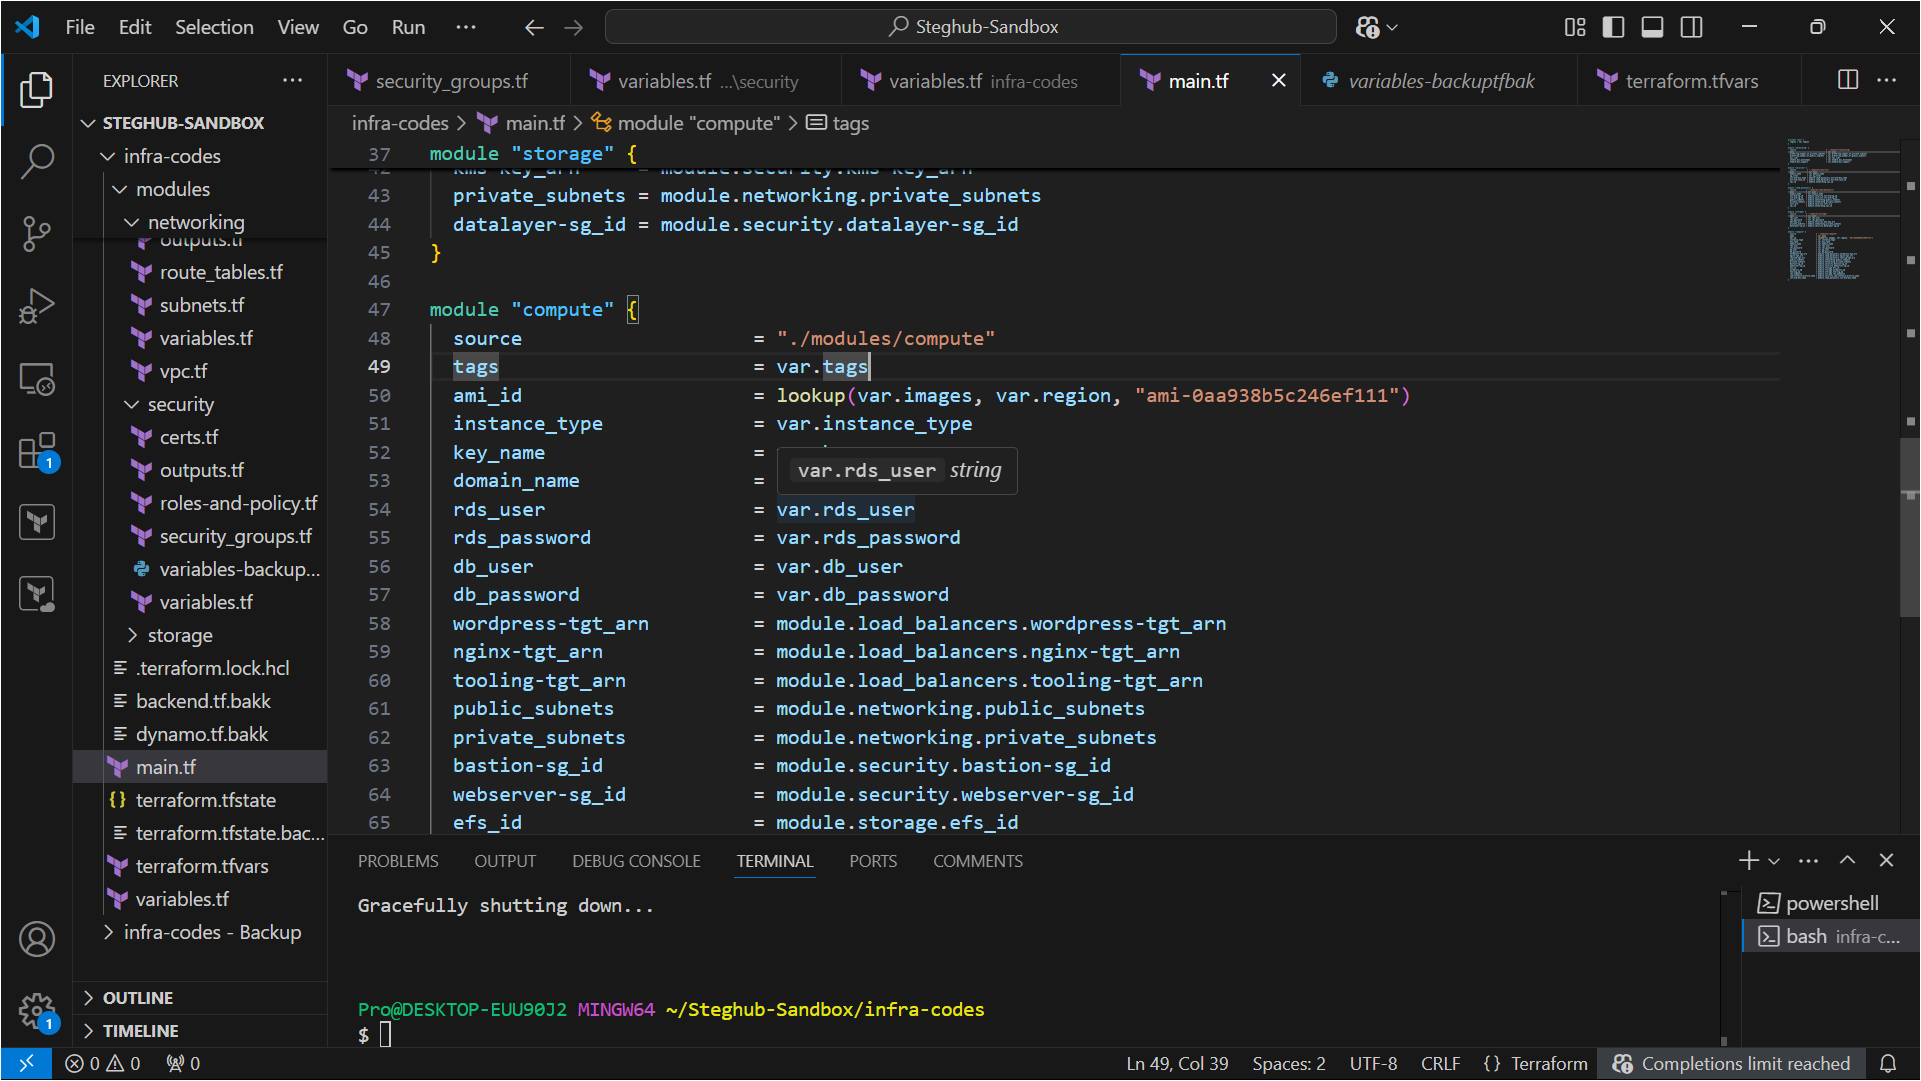 File Edit Selection View Go Run ···
Steghub-Sandbox
EXPLORER
security_groups.tf
variables.tf ...\security
variables.tf infra-codes
main.tf
variables-backuptfbak
terraform.tfvars
infra-codes > main.tf > module "compute" > tags
STEGHUB-SANDBOX
infra-codes
modules
networking
outputs.tf
route_tables.tf
subnets.tf
variables.tf
vpc.tf
security
certs.tf
outputs.tf
roles-and-policy.tf
security_groups.tf
variables-backup...
variables.tf
storage
.terraform.lock.hcl
backend.tf.bakk
dynamo.tf.bakk
main.tf
terraform.tfstate
terraform.tfstate.bac...
terraform.tfvars
variables.tf
infra-codes - Backup
OUTLINE
TIMELINE
37 module "storage" {
42 kms-key_arn = module.security.kms-key_arn
43 private_subnets = module.networking.private_subnets
44 datalayer-sg_id = module.security.datalayer-sg_id
45 }
46
47 module "compute" {
48 source = "./modules/compute"
49 tags = var.tags
50 ami_id = lookup(var.images, var.region, "ami-0aa938b5c246ef111")
51 instance_type = var.instance_type
52 key_name =
53 domain_name =
var.rds_user string
54 rds_user = var.rds_user
55 rds_password = var.rds_password
56 db_user = var.db_user
57 db_password = var.db_password
58 wordpress-tgt_arn = module.load_balancers.wordpress-tgt_arn
59 nginx-tgt_arn = module.load_balancers.nginx-tgt_arn
60 tooling-tgt_arn = module.load_balancers.tooling-tgt_arn
61 public_subnets = module.networking.public_subnets
62 private_subnets = module.networking.private_subnets
63 bastion-sg_id = module.security.bastion-sg_id
64 webserver-sg_id = module.security.webserver-sg_id
65 efs_id = module.storage.efs_id
PROBLEMS OUTPUT DEBUG CONSOLE TERMINAL PORTS COMMENTS
Gracefully shutting down...
Pro@DESKTOP-EUU90J2 MINGW64 ~/Steghub-Sandbox/infra-codes
$
powershell
bash infra-c...
1
1
0 0 0
Ln 49, Col 39 Spaces: 2 UTF-8 CRLF {} Terraform Completions limit reached